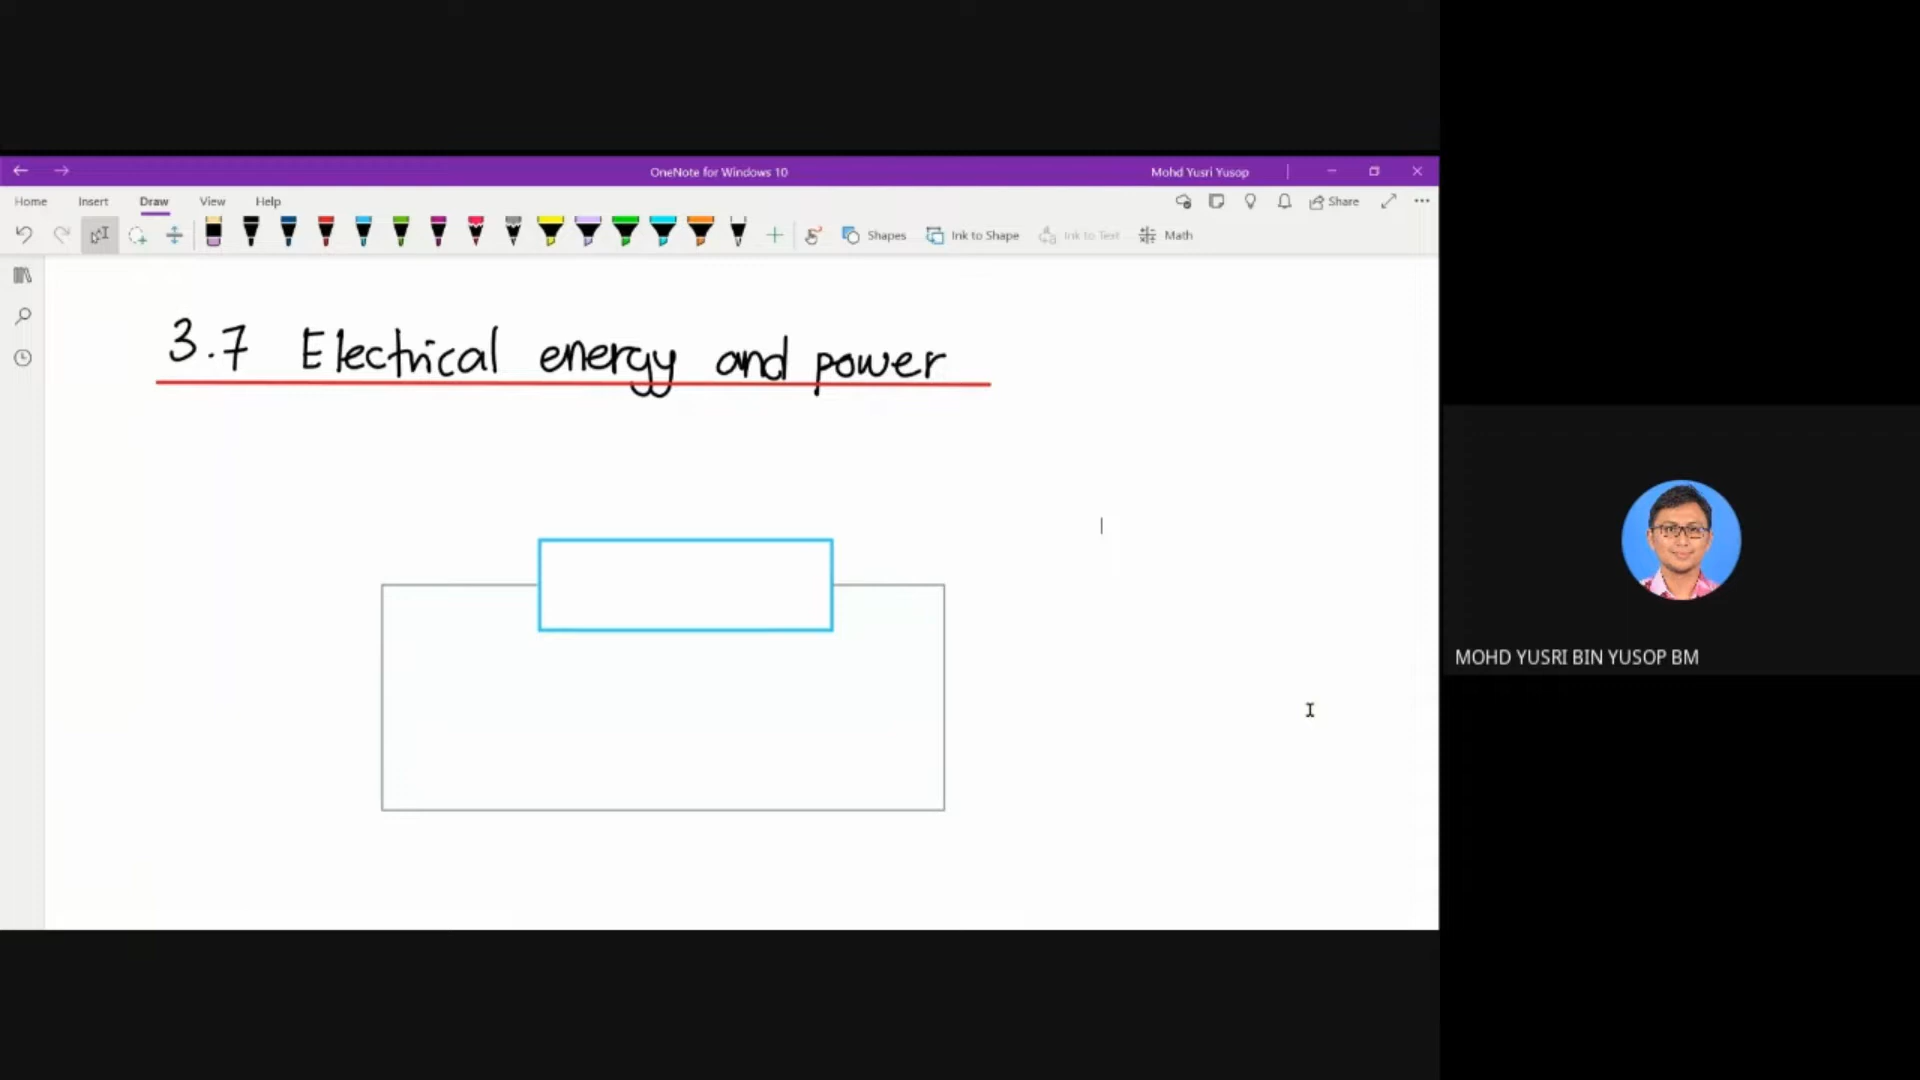 OneNote for Windows 10
Mohd Yusri Yusop
Home Insert Draw View Help
Share
Shapes Ink to Shape Ink to Text Math
3.7 Electrical energy and power
MOHD YUSRI BIN YUSOP BM